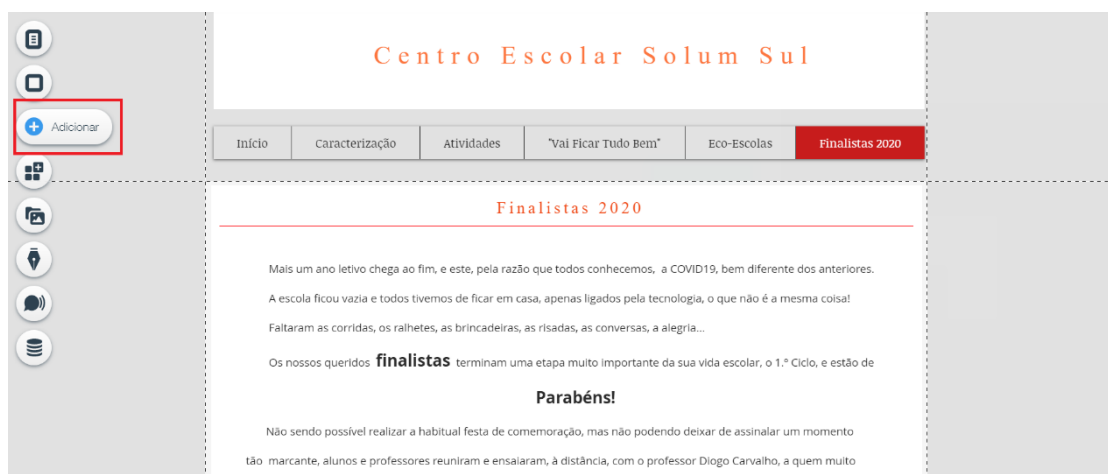 Centro Escolar Solum Sul
Adicionar
Início Caracterização Atividades "Vai Ficar Tudo Bem" Eco-Escolas Finalistas 2020
Finalistas 2020
Mais um ano letivo chega ao fim, e este, pela razão que todos conhecemos, a COVID19, bem diferente dos anteriores.
A escola ficou vazia e todos tivemos de ficar em casa, apenas ligados pela tecnologia, o que não é a mesma coisa!
Faltaram as corridas, os ralhetes, as brincadeiras, as risadas, as conversas, a alegria...
Os nossos queridos finalistas terminam uma etapa muito importante da sua vida escolar, o 1.º Ciclo, e estão de
Parabéns!
Não sendo possível realizar a habitual festa de comemoração, mas não podendo deixar de assinalar um momento
tão marcante, alunos e professores reuniram e ensaiaram, à distância, com o professor Diogo Carvalho, a quem muito